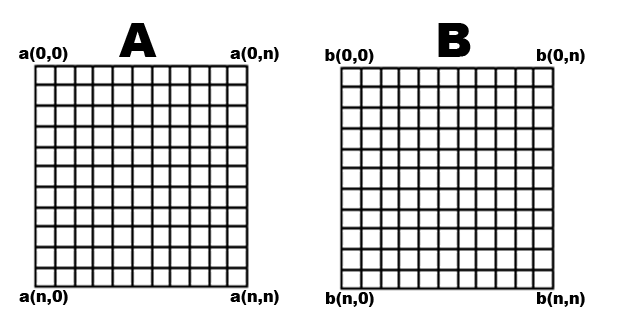 A
a(0,0)
a(0,n)
a(n,0)
a(n,n)
B
b(0,0)
b(0,n)
b(n,0)
b(n,n)